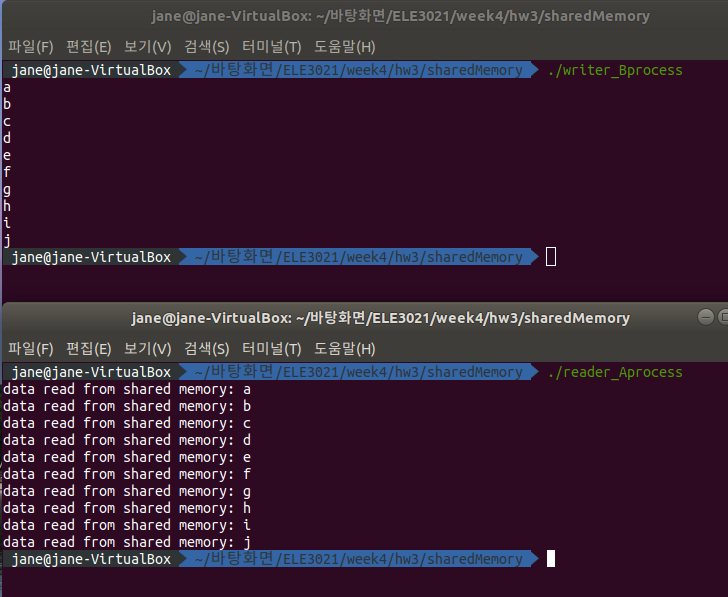 jane@jane-VirtualBox: ~/바탕화면/ELE3021/week4/hw3/sharedMemory
파일(F) 편집(E) 보기(V) 검색(S) 터미널(T) 도움말(H)
jane@jane-VirtualBox ~/바탕화면/ELE3021/week4/hw3/sharedMemory ./writer_Bprocess
a
b
c
d
e
f
g
h
i
j
jane@jane-VirtualBox ~/바탕화면/ELE3021/week4/hw3/sharedMemory
jane@jane-VirtualBox: ~/바탕화면/ELE3021/week4/hw3/sharedMemory
파일(F) 편집(E) 보기(V) 검색(S) 터미널(T) 도움말(H)
jane@jane-VirtualBox ~/바탕화면/ELE3021/week4/hw3/sharedMemory ./reader_Aprocess
data read from shared memory: a
data read from shared memory: b
data read from shared memory: c
data read from shared memory: d
data read from shared memory: e
data read from shared memory: f
data read from shared memory: g
data read from shared memory: h
data read from shared memory: i
data read from shared memory: j
jane@jane-VirtualBox ~/바탕화면/ELE3021/week4/hw3/sharedMemory